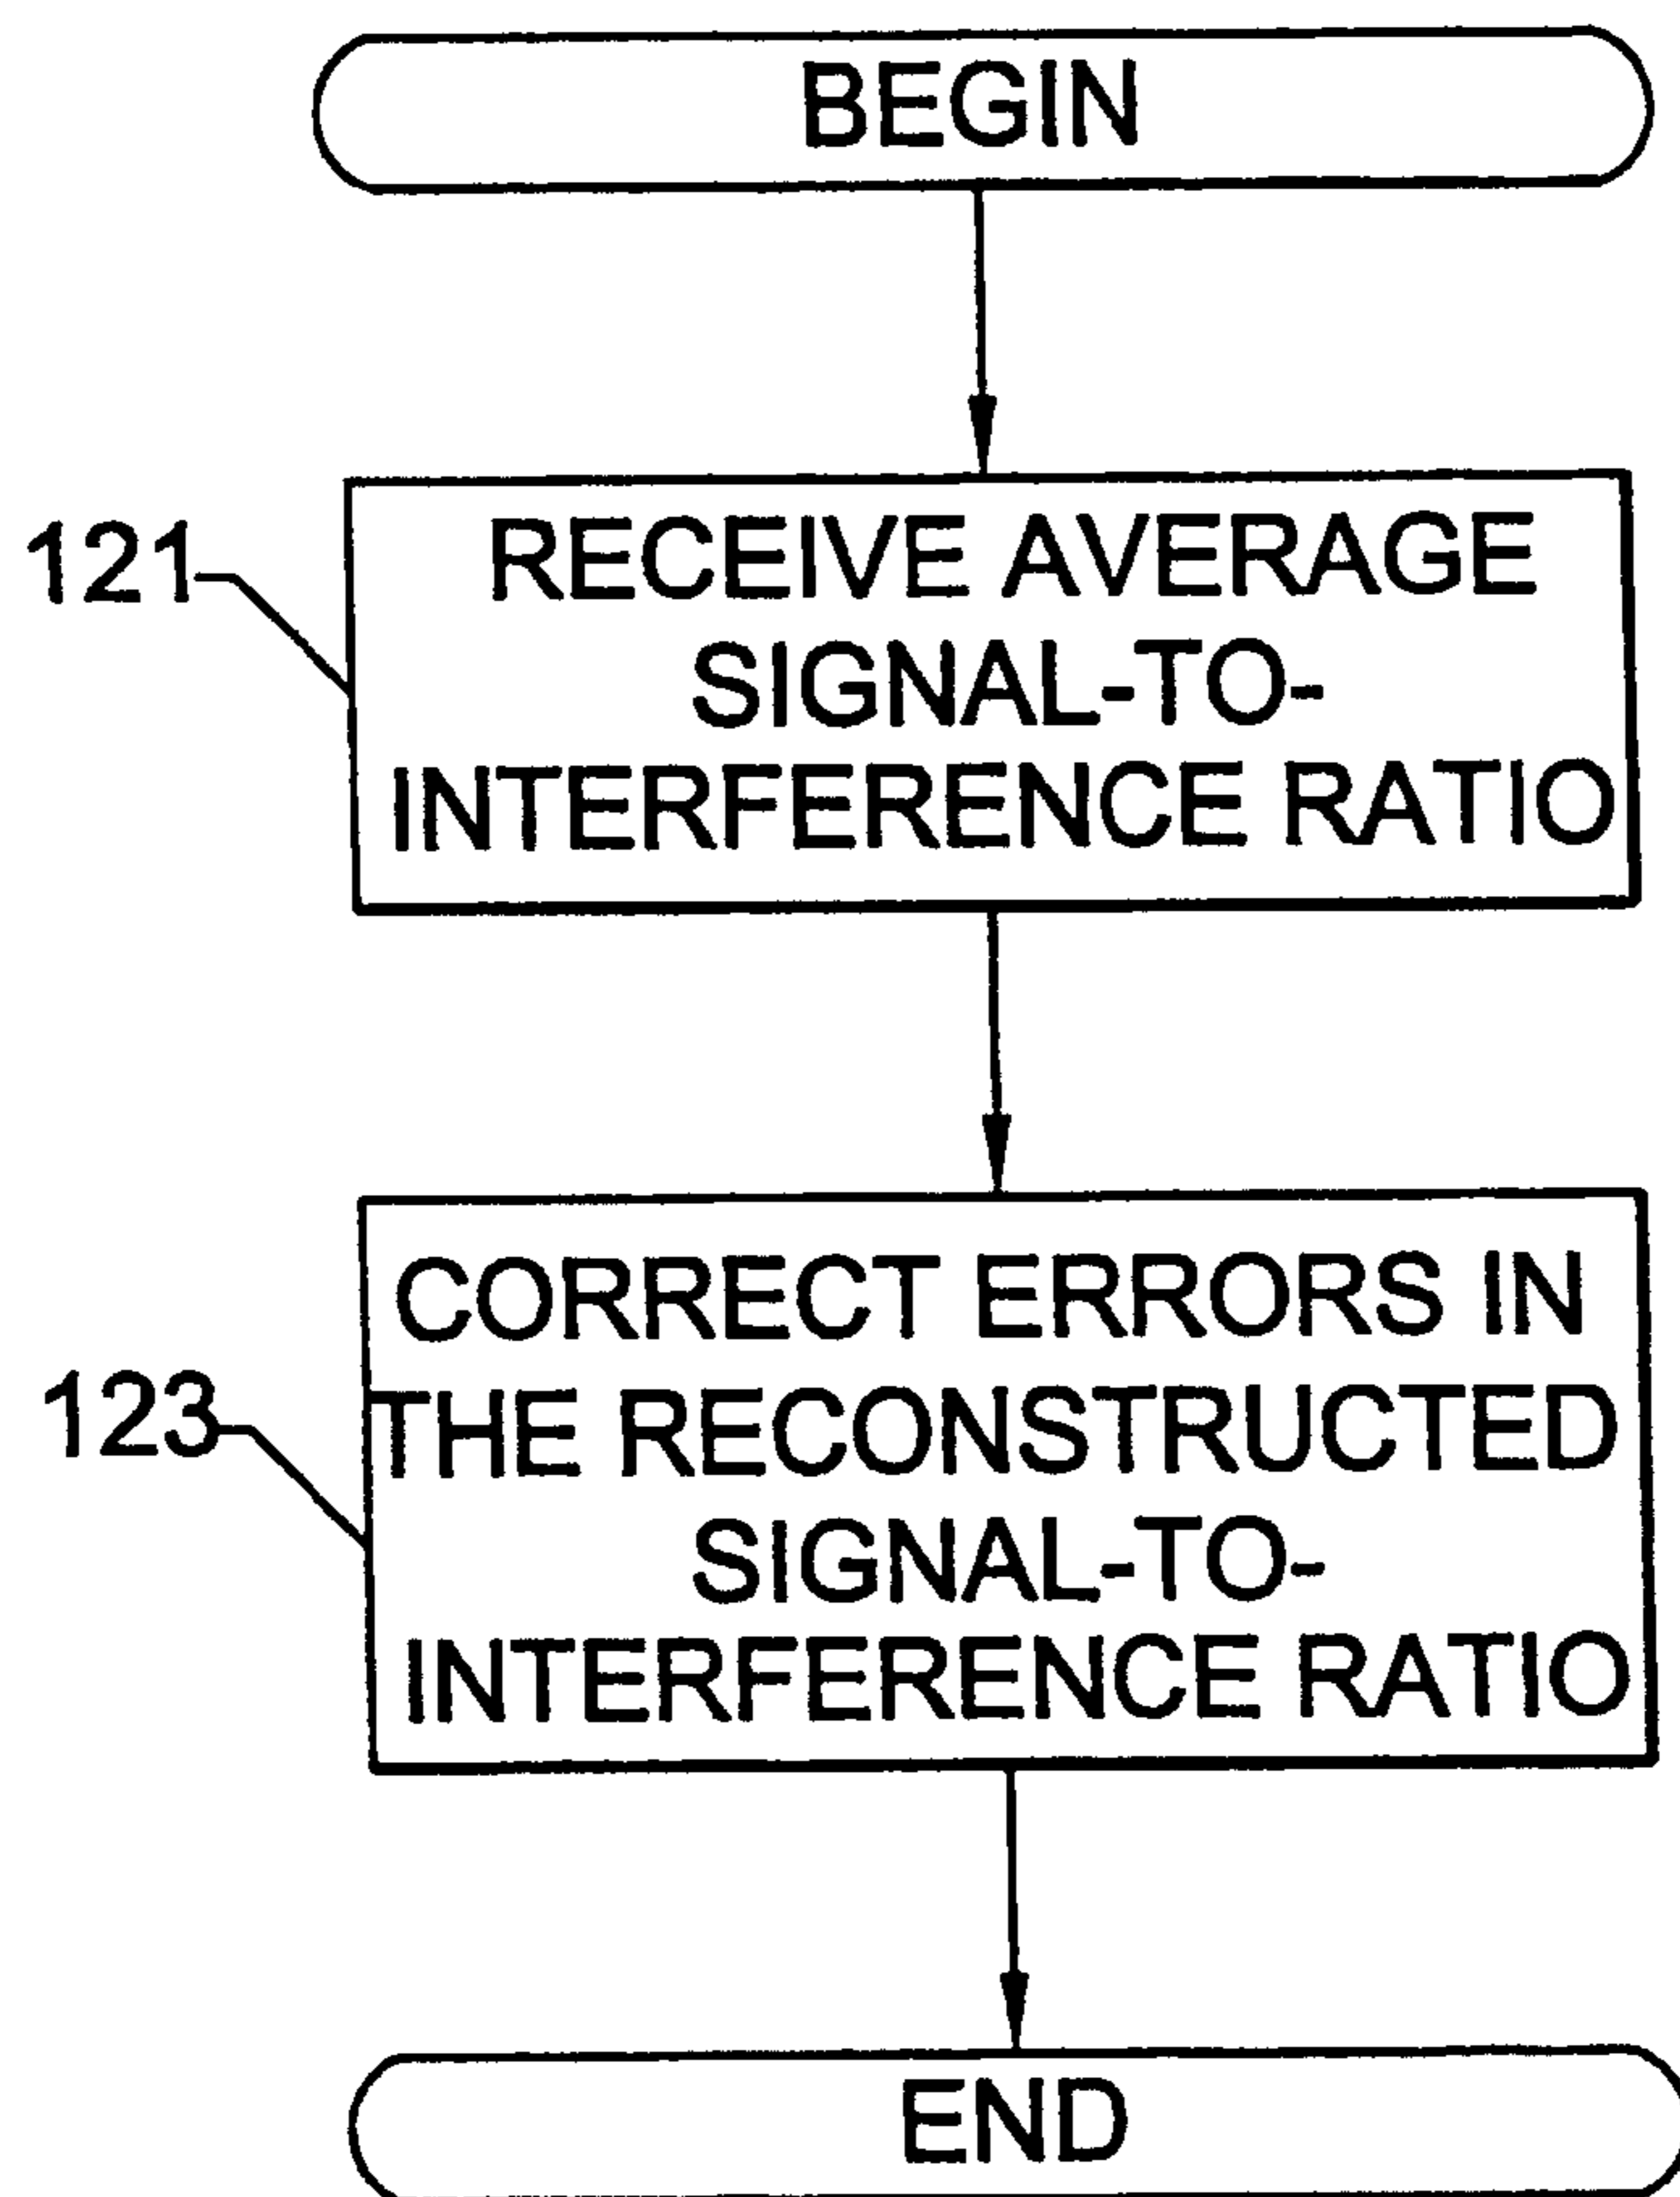 BEGIN
121
RECEIVE AVERAGE
SIGNAL-TO-
INTERFERENCE RATIO
123
CORRECT ERRORS IN
THE RECONSTRUCTED
SIGNAL-TO-
INTERFERENCE RATIO
END